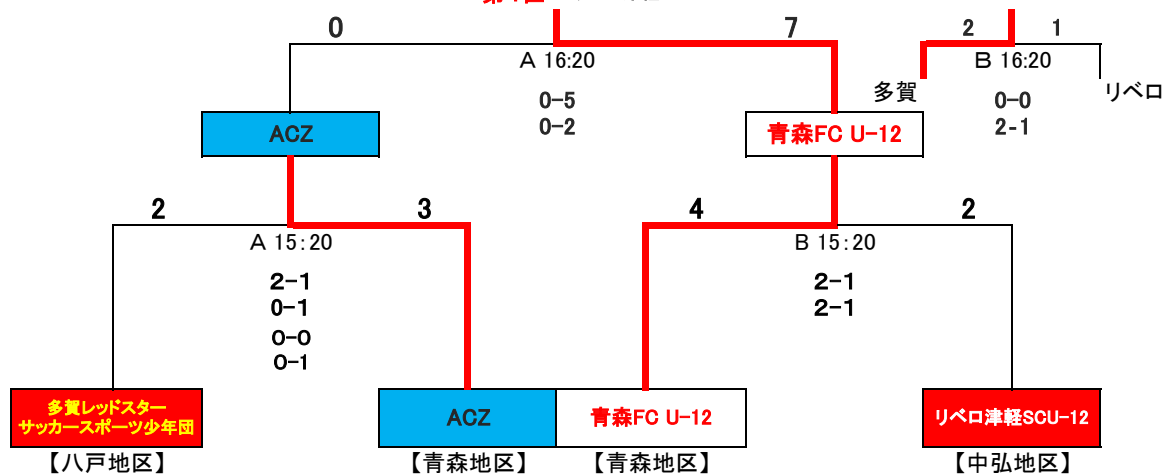 0
7
2
1
A 16:20
0-5
0-2
B 16:20
多賀
リベロ
0-0
2-1
ACZ
青森FC U-12
2
3
4
2
A 15:20
2-1
0-1
0-0
0-1
B 15:20
2-1
2-1
多賀レッドスター
サッカースポーツ少年団
ACZ
青森FC U-12
リベロ津軽SCU-12
【八戸地区】
【青森地区】
【青森地区】
【中弘地区】